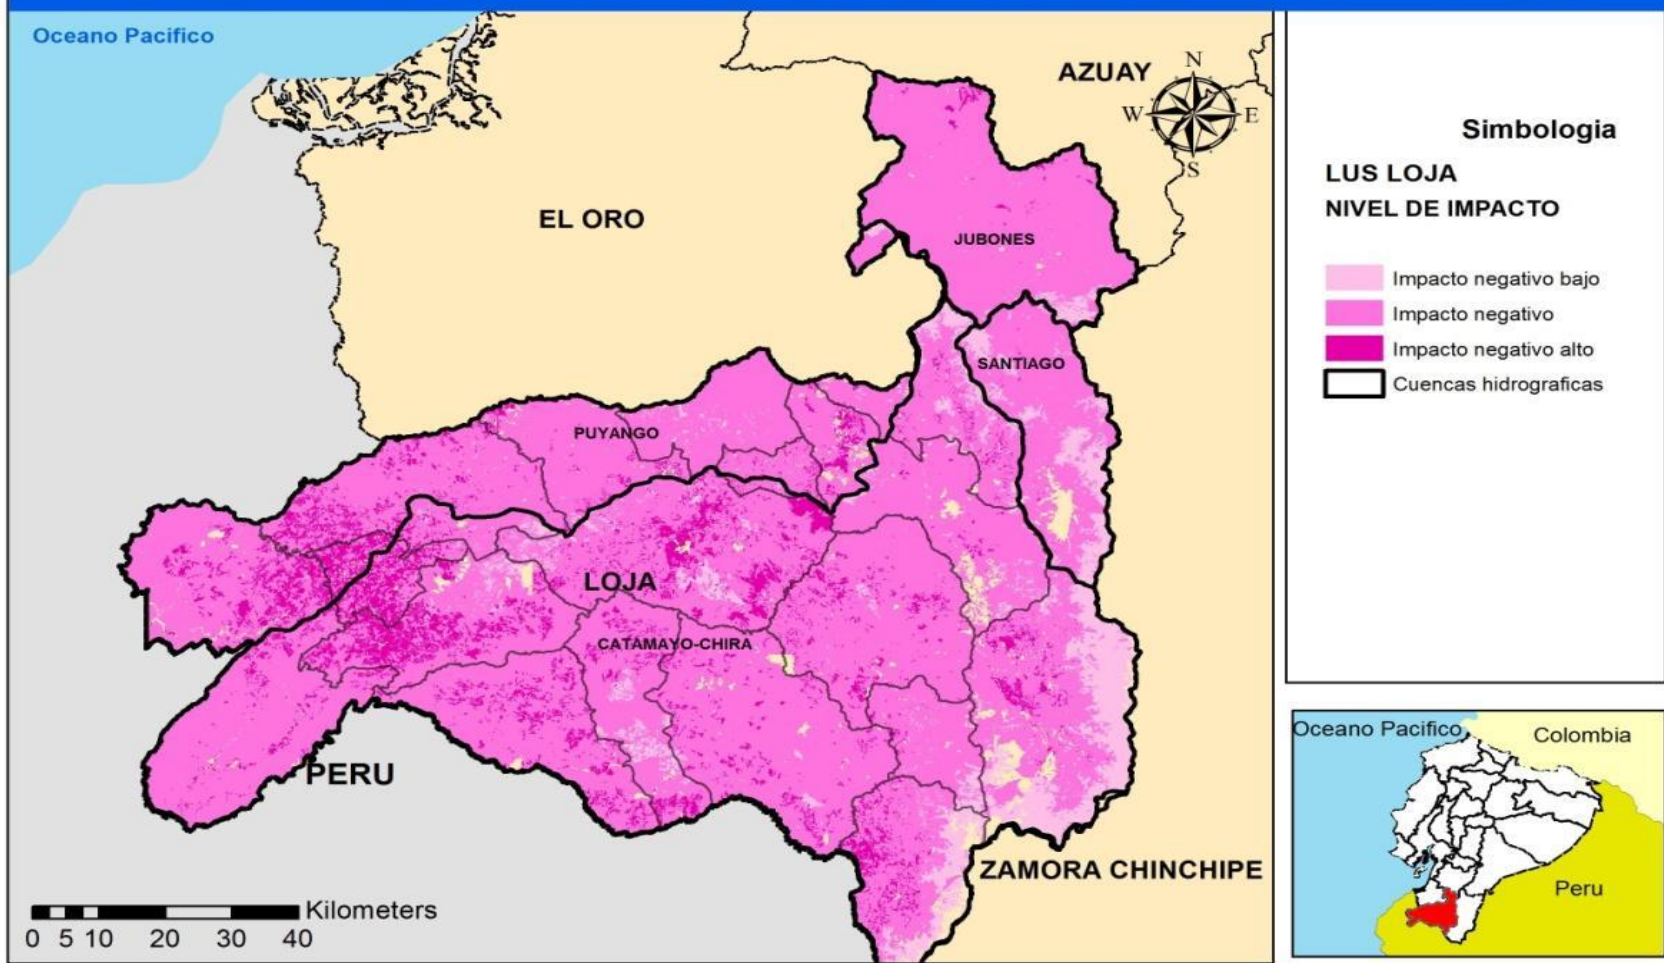 Oceano Pacifico
AZUAY
N
W
E
S
EL ORO
JUBONES
SANTIAGO
PUYANGO
LOJA
CATAMAYO-CHIRA
PERU
ZAMORA CHINCHIPE
Kilometers
0 5 10 20 30 40
Simbologia
LUS LOJA
NIVEL DE IMPACTO
Impacto negativo bajo
Impacto negativo
Impacto negativo alto
Cuencas hidrograficas
Oceano Pacifico
Colombia
Peru